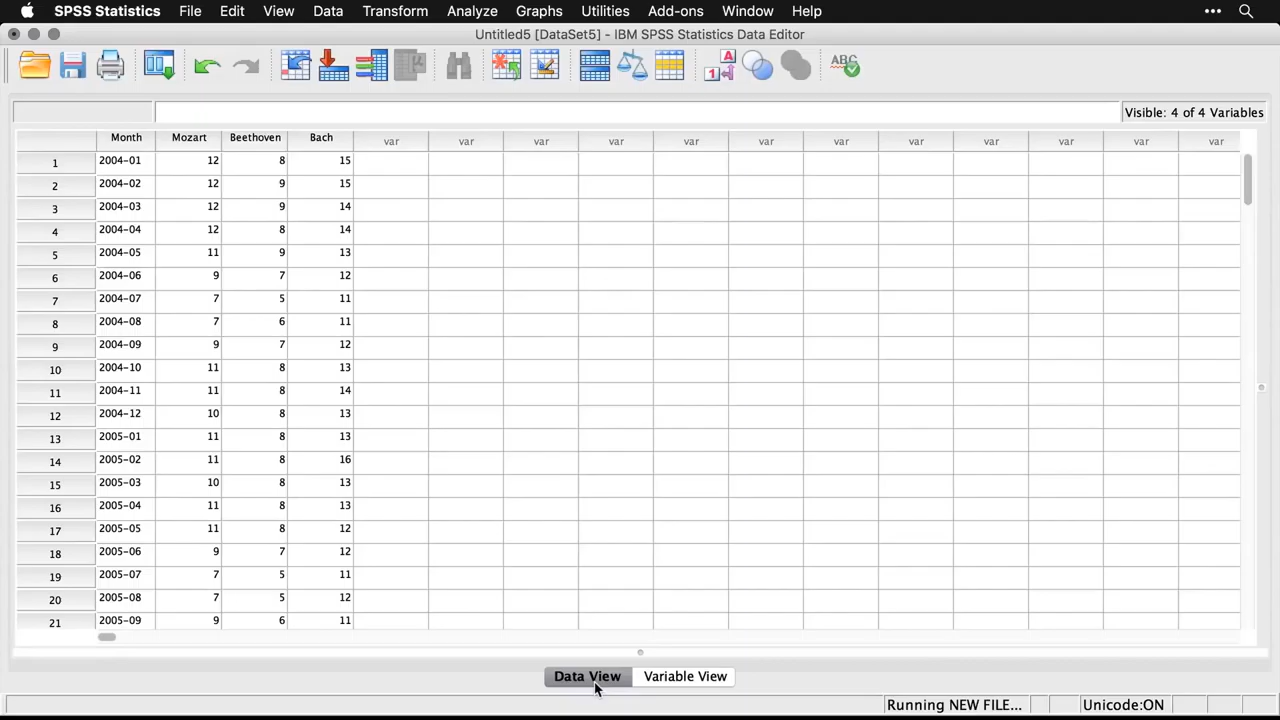 SPSS Statistics File Edit View Data Transform Analyze Graphs Utilities Add-ons Window Help
Untitled5 [DataSet5] - IBM SPSS Statistics Data Editor
A
1
ABC
Visible: 4 of 4 Variables
Month Mozart Beethoven Bach var var var var var var var var var var var var
1 2004-01 12 8 15
2 2004-02 12 9 15
3 2004-03 12 9 14
4 2004-04 12 8 14
5 2004-05 11 9 13
6 2004-06 9 7 12
7 2004-07 7 5 11
8 2004-08 7 6 11
9 2004-09 9 7 12
10 2004-10 11 8 13
11 2004-11 11 8 14
12 2004-12 10 8 13
13 2005-01 11 8 13
14 2005-02 11 8 16
15 2005-03 10 8 13
16 2005-04 11 8 13
17 2005-05 11 8 12
18 2005-06 9 7 12
19 2005-07 7 5 11
20 2005-08 7 5 12
21 2005-09 9 6 11
Data View Variable View
Running NEW FILE... Unicode:ON